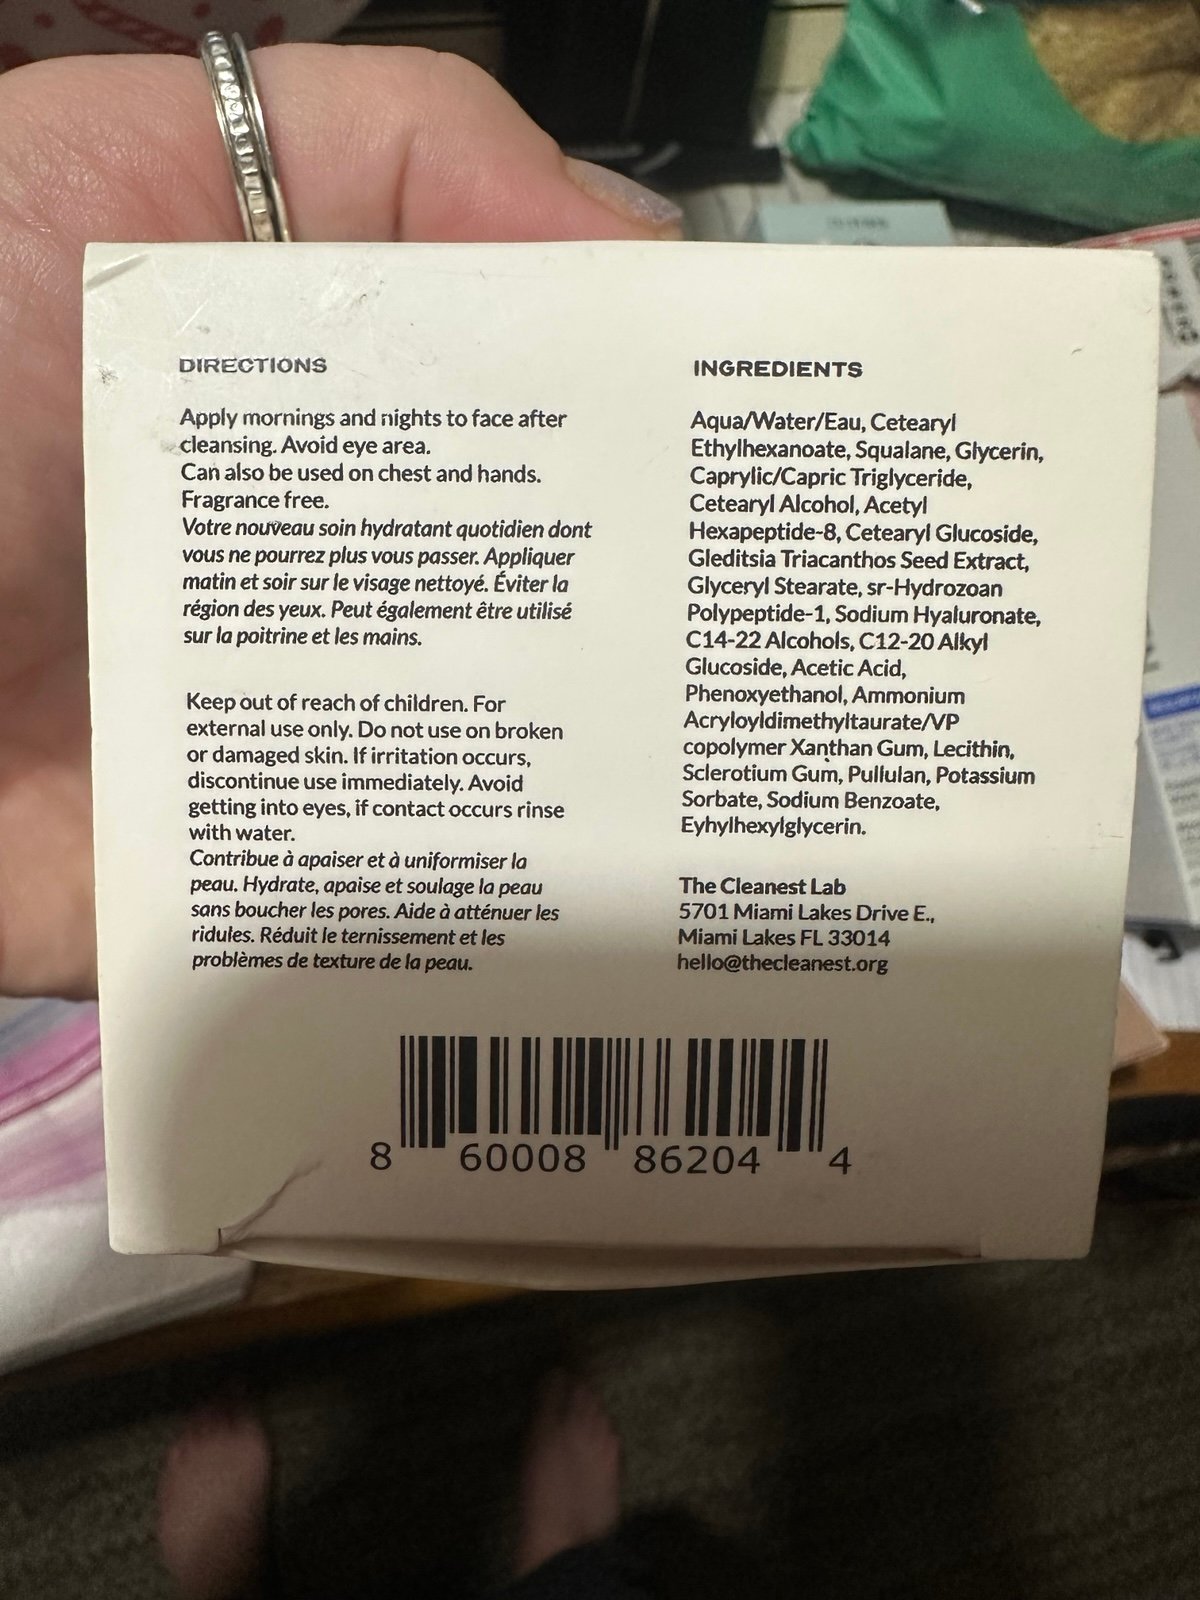 DIRECTIONS
Apply mornings and nights to face after
cleansing. Avoid eye area.
Can also be used on chest and hands.
Fragrance free.
Votre nouveau soin hydratant quotidien dont
vous ne pourrez plus vous passer. Appliquer
matin et soir sur le visage nettoyé. Éviter la
région des yeux. Peut également être utilisé
sur la poitrine et les mains.
Keep out of reach of children. For
external use only. Do not use on broken
or damaged skin. If irritation occurs,
discontinue use immediately. Avoid
getting into eyes, if contact occurs rinse
with water.
Contribue à apaiser et à uniformiser la
peau. Hydrate, apaise et soulage la peau
sans boucher les pores. Aide à atténuer les
ridules. Réduit le ternissement et les
problèmes de texture de la peau.
INGREDIENTS
Aqua/Water/Eau, Cetearyl
Ethylhexanoate, Squalane, Glycerin,
Caprylic/Capric Triglyceride,
Cetearyl Alcohol, Acetyl
Hexapeptide-8, Cetearyl Glucoside,
Gleditsia Triacanthos Seed Extract,
Glyceryl Stearate, sr-Hydrozoan
Polypeptide-1, Sodium Hyaluronate,
C14-22 Alcohols, C12-20 Alkyl
Glucoside, Acetic Acid,
Phenoxyethanol, Ammonium
Acryloyldimethyltaurate/VP
copolymer Xanthan Gum, Lecithin,
Sclerotium Gum, Pullulan, Potassium
Sorbate, Sodium Benzoate,
Eyhylhexylglycerin.
The Cleanest Lab
5701 Miami Lakes Drive E.,
Miami Lakes FL 33014
hello@thecleanest.org
8 60008 86204 4